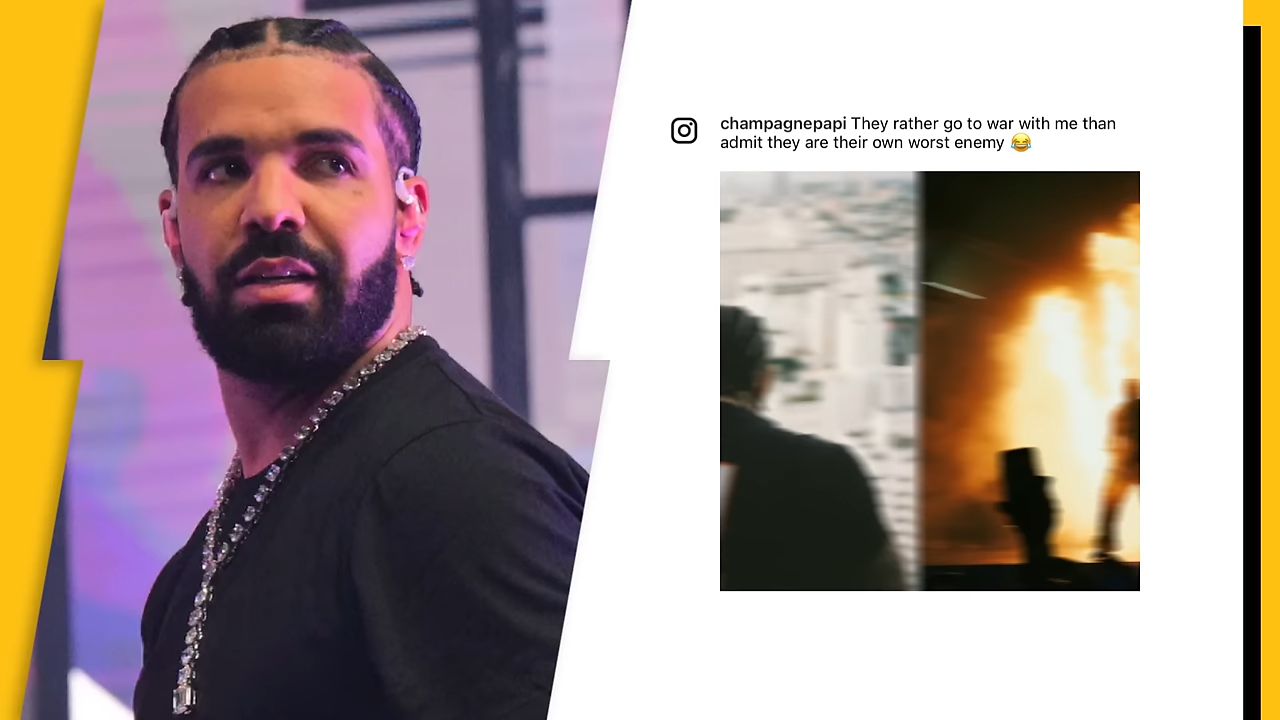 champagnepapi They rather go to war with me than
admit they are their own worst enemy 😂